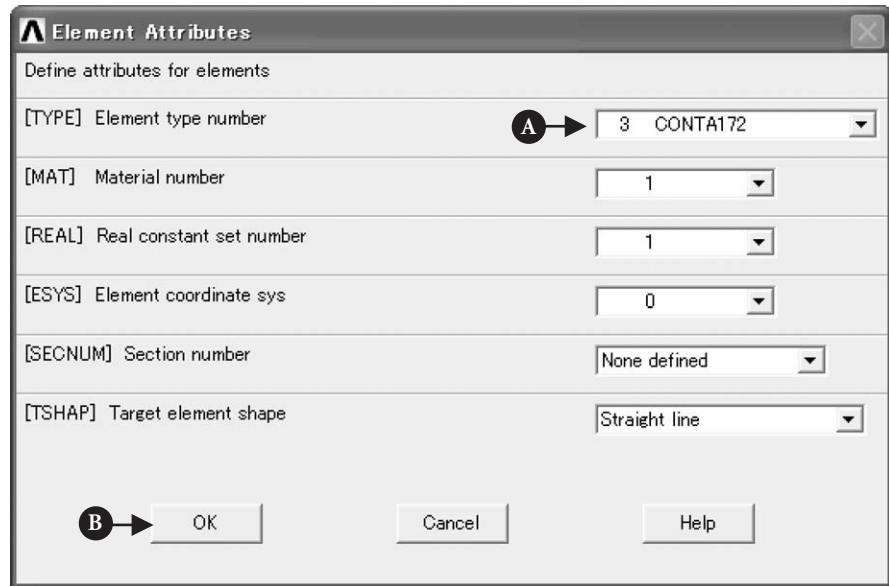 Element Attributes
Define attributes for elements
[TYPE] Element type number
A
3 CONTA172
[MAT] Material number
1
[REAL] Real constant set number
1
[ESYS] Element coordinate sys
0
[SECNUM] Section number
None defined
[TSHAP] Target element shape
Straight line
B
OK
Cancel
Help